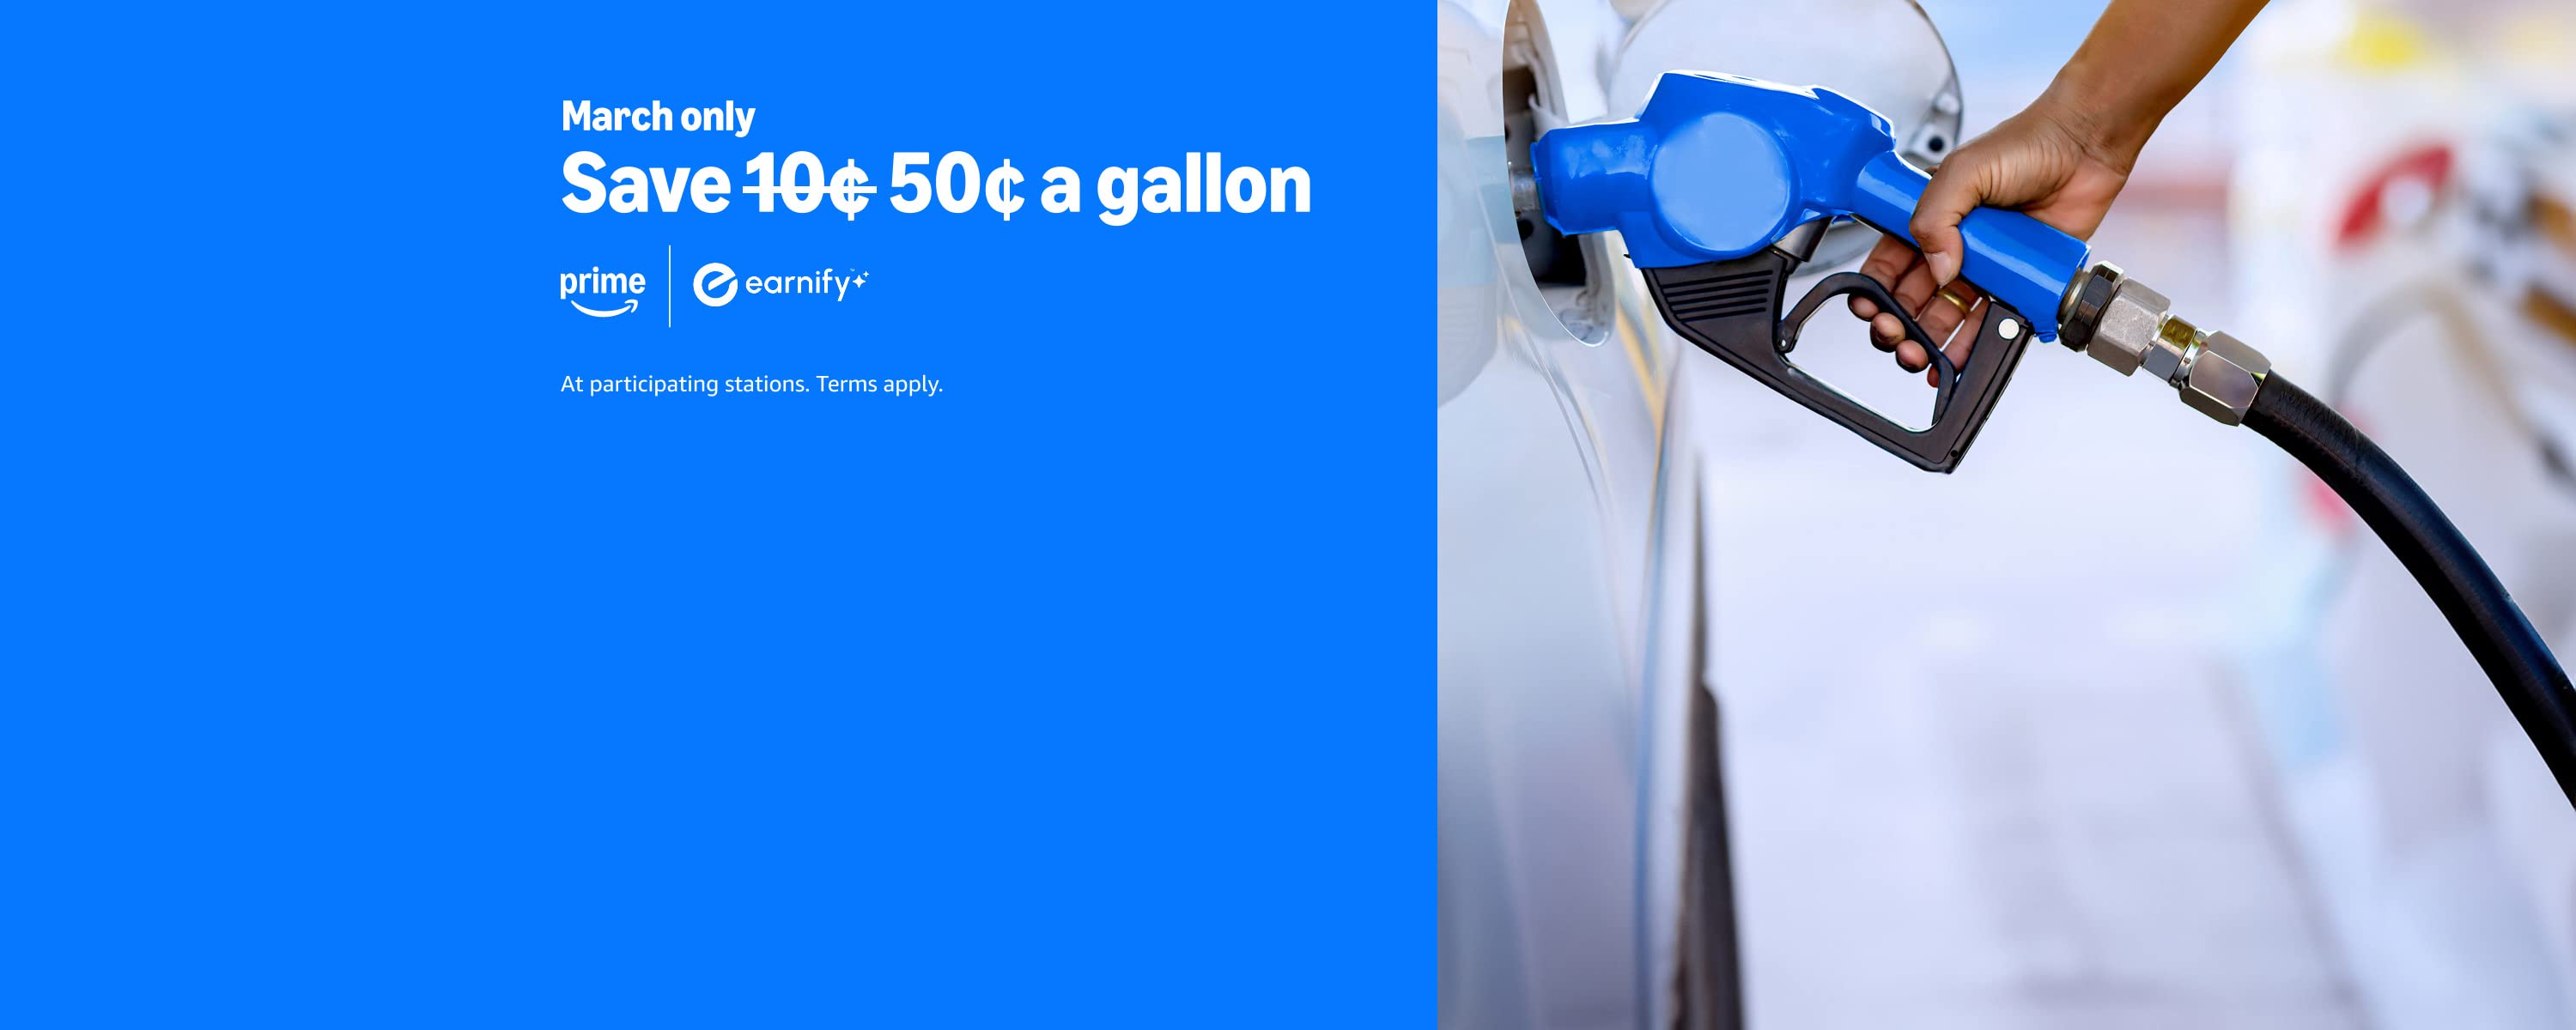 March only
Save 10¢ 50¢ a gallon
prime
earnify
At participating stations. Terms apply.